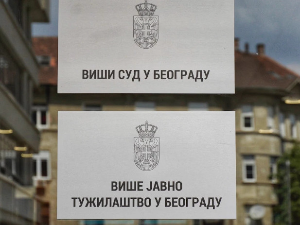 ВИШИ СУД У БЕОГРАДУ
ВИШЕ ЈАВНО
ТУЖИЛАШТВО У БЕОГРАДУ